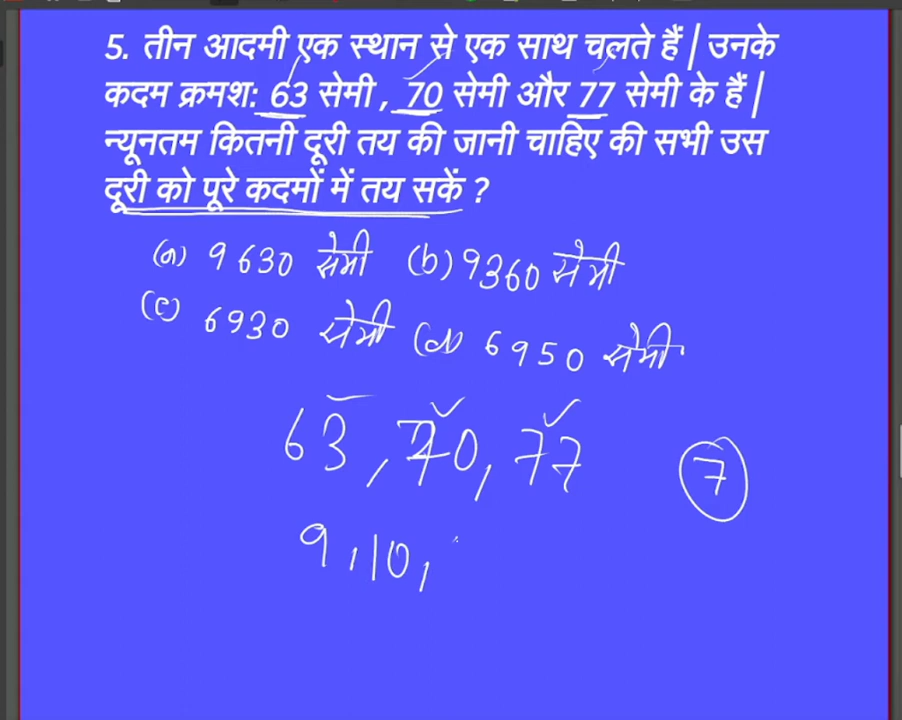 5. तीन आदमी एक स्थान से एक साथ चलते हैं | उनके
कदम क्रमश: 63 सेमी , 70 सेमी और 77 सेमी के हैं |
न्यूनतम कितनी दूरी तय की जानी चाहिए की सभी उस
दूरी को पूरे कदमों में तय सकें ?
(a) 9630 सेमी (b) 9360 सेमी
(c) 6930 सेमी (d) 6950 सेमी
63, 70, 77
7
9, 10,